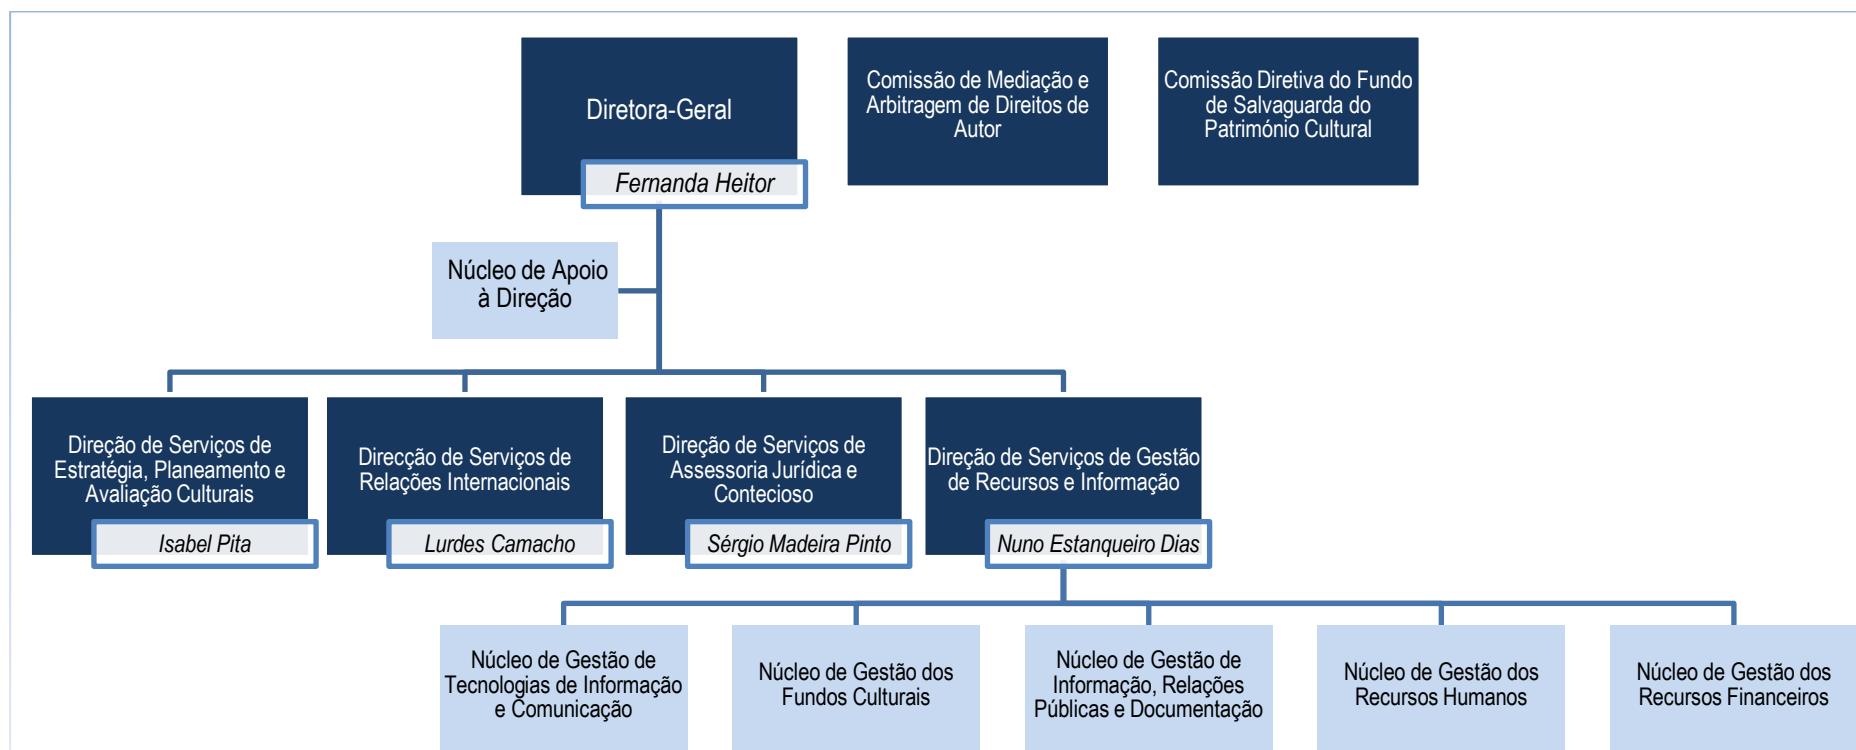 Diretora-Geral
Fernanda Heitor
Comissão de Mediação e
Arbitragem de Direitos de
Autor
Comissão Diretiva do Fundo
de Salvaguarda do
Património Cultural
Núcleo de Apoio
à Direção
Direção de Serviços de
Estratégia, Planeamento e
Avaliação Culturais
Isabel Pita
Direcção de Serviços de
Relações Internacionais
Lurdes Camacho
Direção de Serviços de
Assessoria Jurídica e
Contecioso
Sérgio Madeira Pinto
Direção de Serviços de Gestão
de Recursos e Informação
Nuno Estanqueiro Dias
Núcleo de Gestão de
Tecnologias de Informação
e Comunicação
Núcleo de Gestão dos
Fundos Culturais
Núcleo de Gestão de
Informação, Relações
Públicas e Documentação
Núcleo de Gestão dos
Recursos Humanos
Núcleo de Gestão dos
Recursos Financeiros